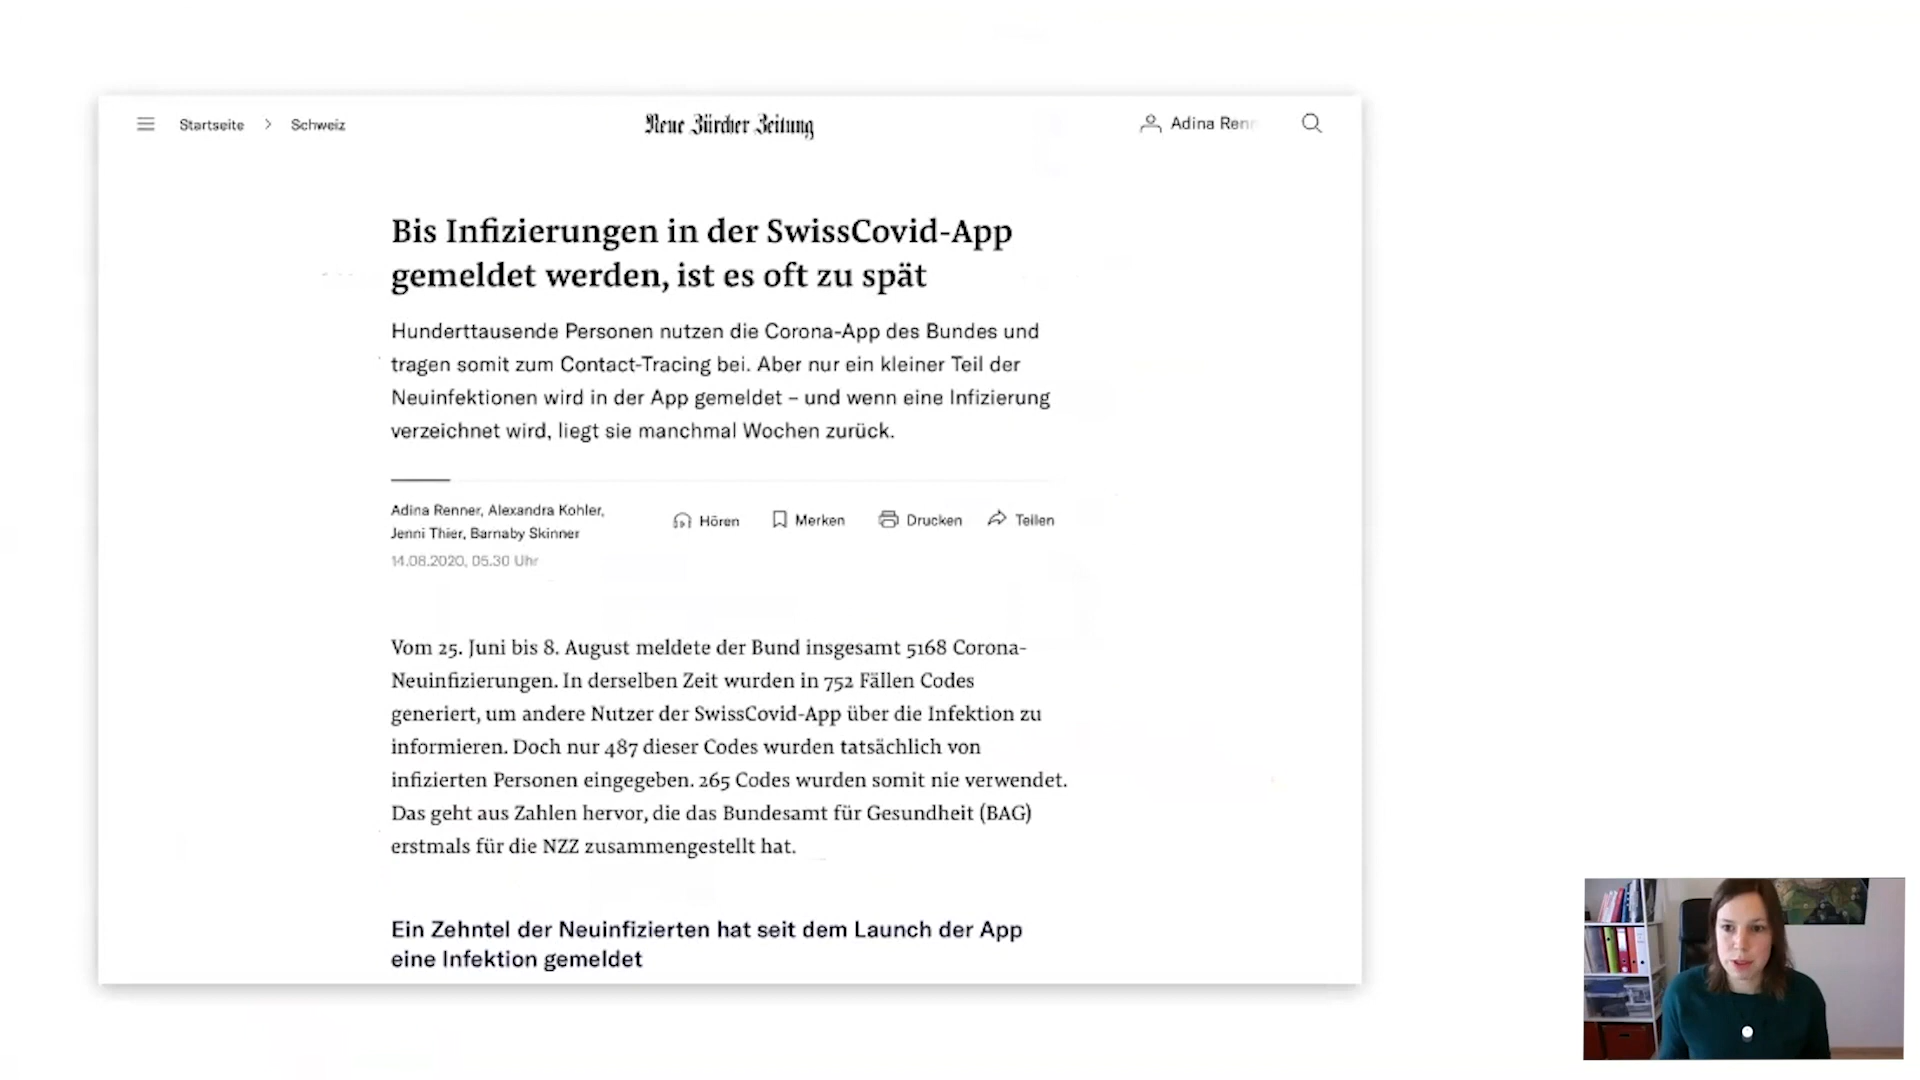 Startseite > Schweiz
Neue Zürcher Zeitung
Adina Renn
Bis Infizierungen in der SwissCovid-App
gemeldet werden, ist es oft zu spät
Hunderttausende Personen nutzen die Corona-App des Bundes und
tragen somit zum Contact-Tracing bei. Aber nur ein kleiner Teil der
Neuinfektionen wird in der App gemeldet – und wenn eine Infizierung
verzeichnet wird, liegt sie manchmal Wochen zurück.
Adina Renner, Alexandra Kohler,
Jenni Thier, Barnaby Skinner
14.08.2020, 05.30 Uhr
Hören Merken Drucken Teilen
Vom 25. Juni bis 8. August meldete der Bund insgesamt 5168 Corona-
Neuinfizierungen. In derselben Zeit wurden in 752 Fällen Codes
generiert, um andere Nutzer der SwissCovid-App über die Infektion zu
informieren. Doch nur 487 dieser Codes wurden tatsächlich von
infizierten Personen eingegeben. 265 Codes wurden somit nie verwendet.
Das geht aus Zahlen hervor, die das Bundesamt für Gesundheit (BAG)
erstmals für die NZZ zusammengestellt hat.
Ein Zehntel der Neuinfizierten hat seit dem Launch der App
eine Infektion gemeldet